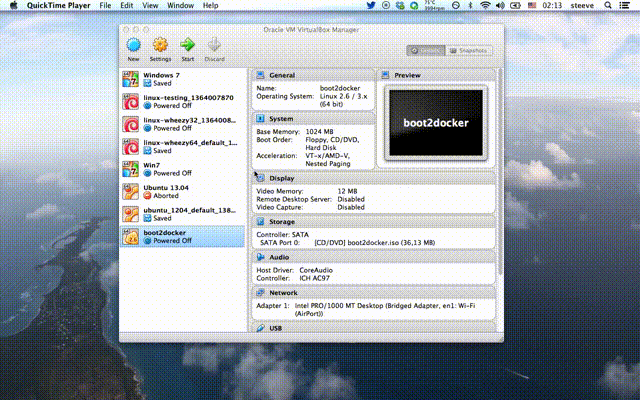 QuickTime Player File Edit View Window Help 02:13 steeve
Oracle VM VirtualBox Manager
New Settings Start Discard
Snapshots
Windows 7
Saved
linux-testing_1364007870
Powered Off
linux-wheezy32_1364008...
Powered Off
linux-wheezy64_default_1...
Powered Off
Win7
Powered Off
Ubuntu 13.04
Aborted
ubuntu_1204_default_138...
Saved
boot2docker
Powered Off
General
Name: boot2docker
Operating System: Linux 2.6 / 3.x
(64 bit)
System
Base Memory: 1024 MB
Boot Order: Floppy, CD/DVD,
Hard Disk
Acceleration: VT-x/AMD-V,
Nested Paging
Preview
boot2docker
Display
Video Memory: 12 MB
Remote Desktop Server: Disabled
Video Capture: Disabled
Storage
Controller: SATA
SATA Port 0: [CD/DVD] boot2docker.iso (36,13 MB)
Audio
Host Driver: CoreAudio
Controller: ICH AC97
Network
Adapter 1: Intel PRO/1000 MT Desktop (Bridged Adapter, en1: Wi-Fi
(AirPort))
USB